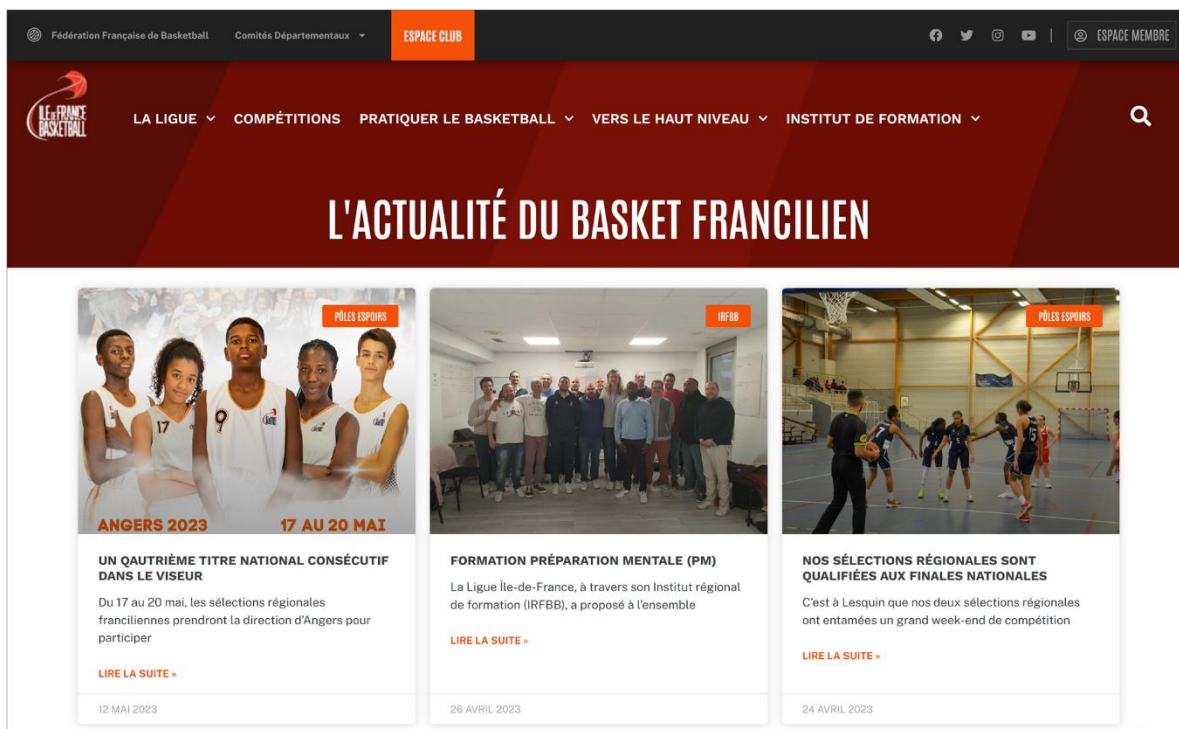 Fédération Française de Basketball
Comités Départementaux
ESPACE CLUB
ESPACE MEMBRE
ILE DE FRANCE
BASKETBALL
LA LIGUE
COMPÉTITIONS
PRATIQUER LE BASKETBALL
VERS LE HAUT NIVEAU
INSTITUT DE FORMATION
L'ACTUALITÉ DU BASKET FRANCILIEN
PÔLES ESPOIRS
17
9
ANGERS 2023
17 AU 20 MAI
UN QAUTRIÈME TITRE NATIONAL CONSÉCUTIF
DANS LE VISEUR
Du 17 au 20 mai, les sélections régionales
franciliennes prendront la direction d'Angers pour
participer
LIRE LA SUITE »
12 MAI 2023
IRFBB
FORMATION PRÉPARATION MENTALE (PM)
La Ligue Île-de-France, à travers son Institut régional
de formation (IRFBB), a proposé à l'ensemble
LIRE LA SUITE »
26 AVRIL 2023
PÔLES ESPOIRS
NOS SÉLECTIONS RÉGIONALES SONT
QUALIFIÉES AUX FINALES NATIONALES
C'est à Lesquin que nos deux sélections régionales
ont entamées un grand week-end de compétition
LIRE LA SUITE »
24 AVRIL 2023